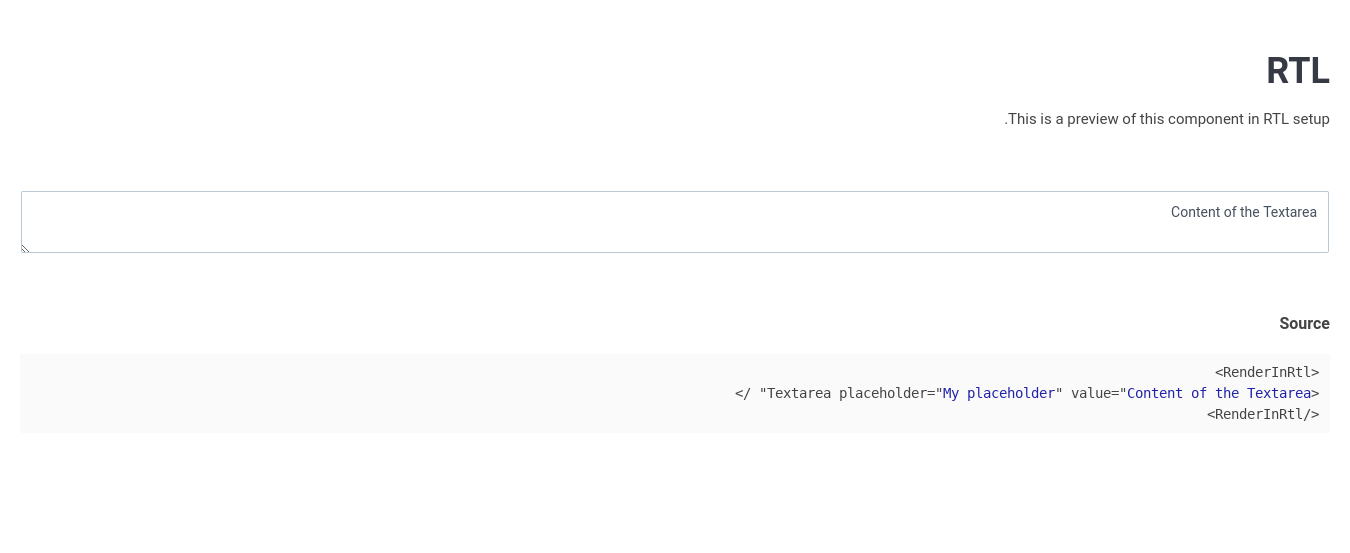 RTL
.This is a preview of this component in RTL setup
Content of the Textarea
Source
<RenderInRtl>
</ "Textarea placeholder="My placeholder" value="Content of the Textarea>
<RenderInRtl/>